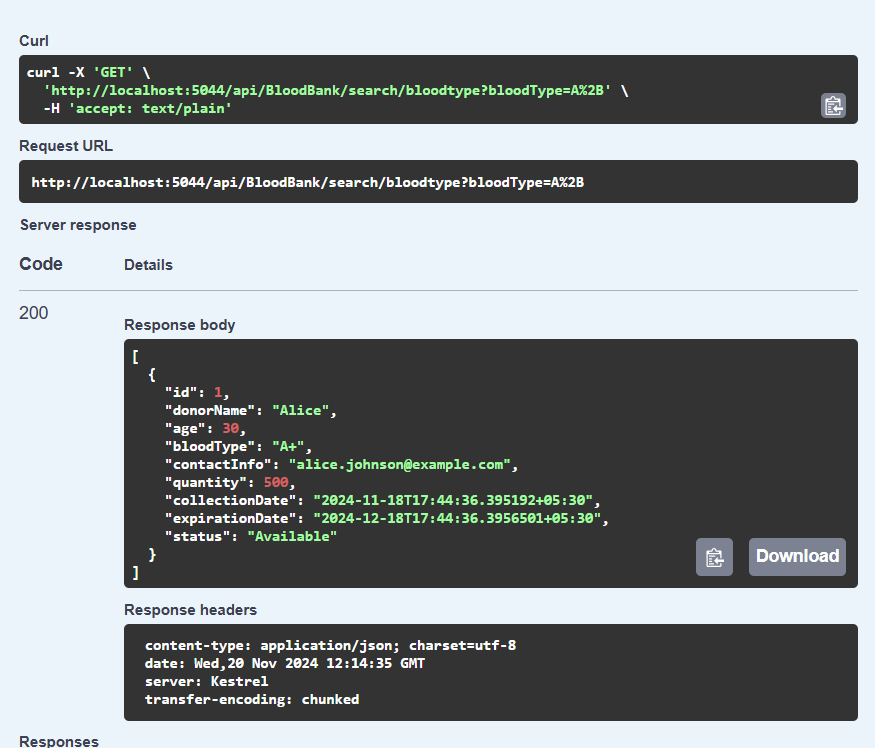 Curl
curl -X 'GET' \
'http://localhost:5044/api/BloodBank/search/bloodtype?bloodType=A%2B' \
-H 'accept: text/plain'
Request URL
http://localhost:5044/api/BloodBank/search/bloodtype?bloodType=A%2B
Server response
Code Details
200
Response body
[
{
"id": 1,
"donorName": "Alice",
"age": 30,
"bloodType": "A+",
"contactInfo": "alice.johnson@example.com",
"quantity": 500,
"collectionDate": "2024-11-18T17:44:36.395192+05:30",
"expirationDate": "2024-12-18T17:44:36.3956501+05:30",
"status": "Available"
}
]
Download
Response headers
content-type: application/json; charset=utf-8
date: Wed,20 Nov 2024 12:14:35 GMT
server: Kestrel
transfer-encoding: chunked
Responses